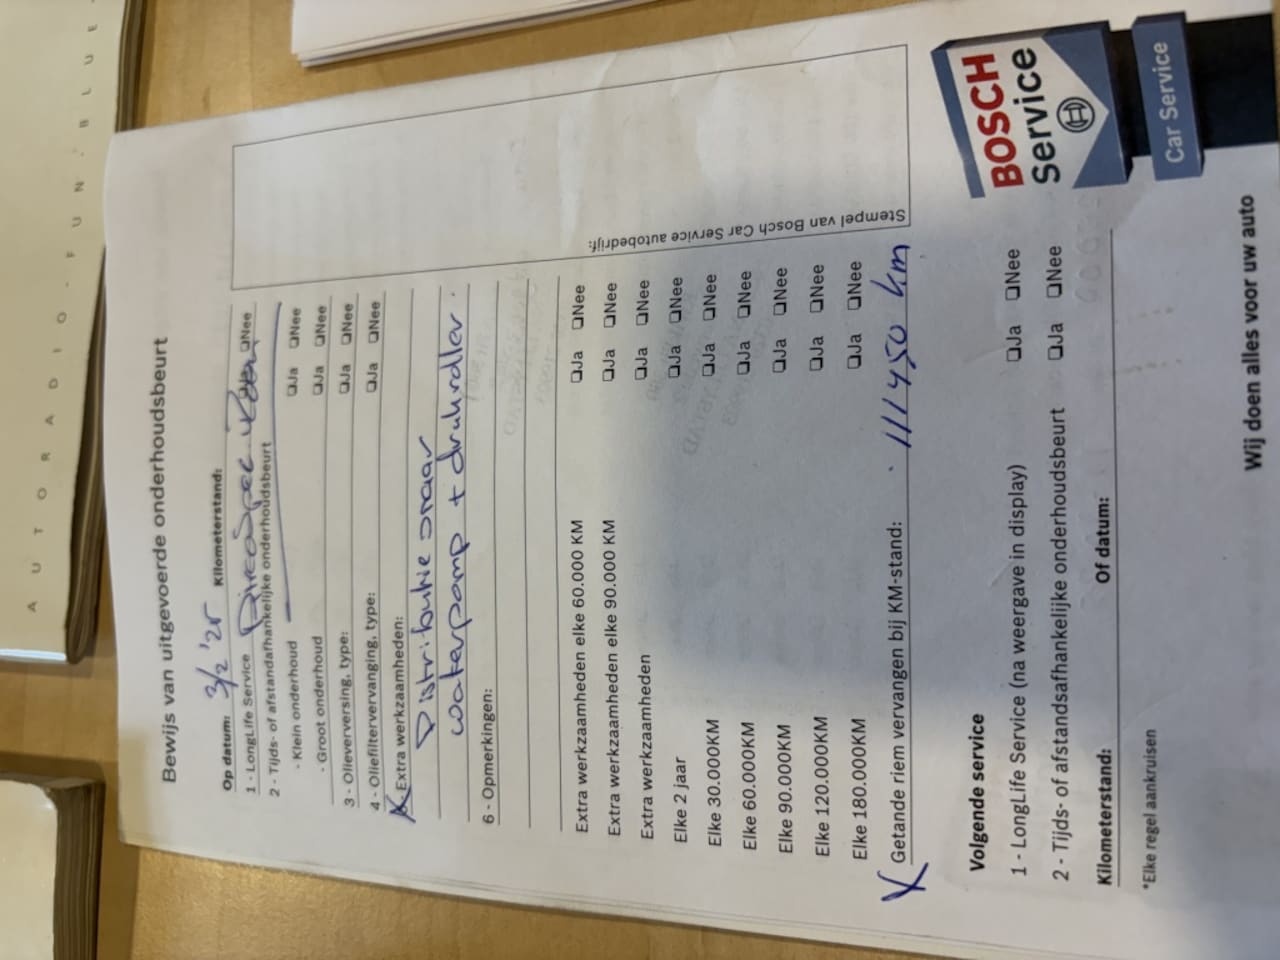 AUTORADIO-FUN.BLUE-
Bewijs van uitgevoerde onderhoudsbeurt
Op datum: 3/2 '25 Kilometerstand:
1 - LongLife Service ❑Nee
2 - Tijds- of afstandafhankelijke onderhoudsbeurt
- Klein onderhoud ❑Ja ❑Nee
- Groot onderhoud ❑Ja ❑Nee
3 - Olieverversing, type: ❑Ja ❑Nee
4 - Oliefiltervervanging, type: ❑Ja ❑Nee
X - Extra werkzaamheden:
Distributie snaar
waterpomp + drukroller.
6 - Opmerkingen:
Extra werkzaamheden elke 60.000 KM ❑Ja ❑Nee
Extra werkzaamheden elke 90.000 KM ❑Ja ❑Nee
Extra werkzaamheden ❑Ja ❑Nee
Elke 2 jaar ❑Ja ❑Nee
Elke 30.000KM ❑Ja ❑Nee
Elke 60.000KM ❑Ja ❑Nee
Elke 90.000KM ❑Ja ❑Nee
Elke 120.000KM ❑Ja ❑Nee
Elke 180.000KM ❑Ja ❑Nee
X Getande riem vervangen bij KM-stand: 111450 km
Stempel van Bosch Car Service autobedrijf:
Volgende service
1 - LongLife Service (na weergave in display) ❑Ja ❑Nee
2 - Tijds- of afstandsafhankelijke onderhoudsbeurt ❑Ja ❑Nee
Kilometerstand: Of datum:
*Elke regel aankruisen
BOSCH
Service
Car Service
Wij doen alles voor uw auto